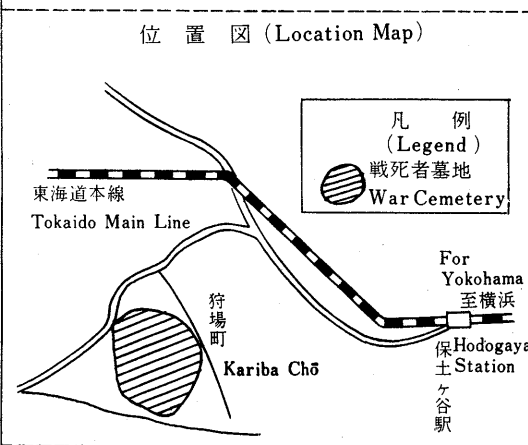 位置図 (Location Map)
凡例
(Legend)
戦死者墓地
War Cemetery
東海道本線
Tokaido Main Line
For
Yokohama
至横浜
狩場町
Kariba Chō
保土ヶ谷駅
Hodogaya
Station